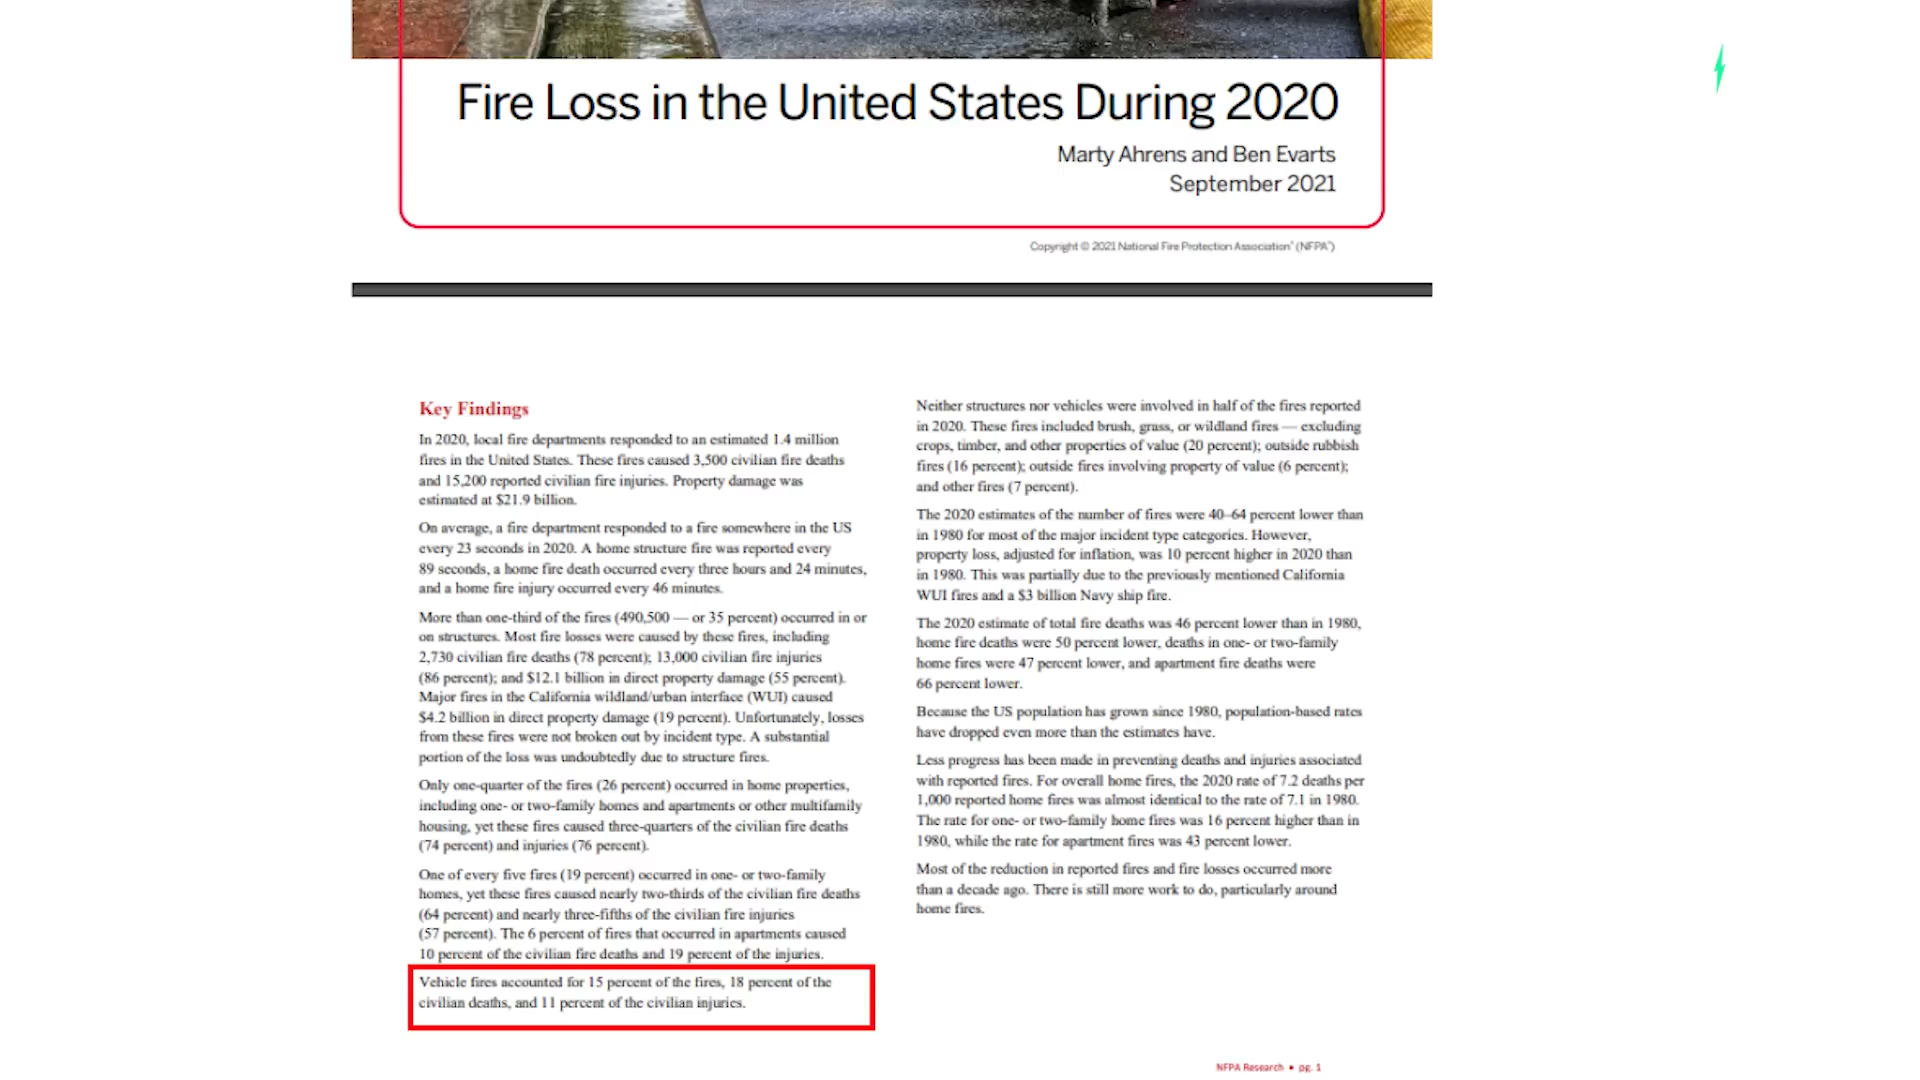 Fire Loss in the United States During 2020
Marty Ahrens and Ben Evarts
September 2021
Copyright © 2021 National Fire Protection Association® (NFPA®)
Key Findings
In 2020, local fire departments responded to an estimated 1.4 million
fires in the United States. These fires caused 3,500 civilian fire deaths
and 15,200 reported civilian fire injuries. Property damage was
estimated at $21.9 billion.
On average, a fire department responded to a fire somewhere in the US
every 23 seconds in 2020. A home structure fire was reported every
89 seconds, a home fire death occurred every three hours and 24 minutes,
and a home fire injury occurred every 46 minutes.
More than one-third of the fires (490,500 — or 35 percent) occurred in or
on structures. Most fire losses were caused by these fires, including
2,730 civilian fire deaths (78 percent); 13,000 civilian fire injuries
(86 percent); and $12.1 billion in direct property damage (55 percent).
Major fires in the California wildland/urban interface (WUI) caused
$4.2 billion in direct property damage (19 percent). Unfortunately, losses
from these fires were not broken out by incident type. A substantial
portion of the loss was undoubtedly due to structure fires.
Only one-quarter of the fires (26 percent) occurred in home properties,
including one- or two-family homes and apartments or other multifamily
housing, yet these fires caused three-quarters of the civilian fire deaths
(74 percent) and injuries (76 percent).
One of every five fires (19 percent) occurred in one- or two-family
homes, yet these fires caused nearly two-thirds of the civilian fire deaths
(64 percent) and nearly three-fifths of the civilian fire injuries
(57 percent). The 6 percent of fires that occurred in apartments caused
10 percent of the civilian fire deaths and 19 percent of the injuries.
Vehicle fires accounted for 15 percent of the fires, 18 percent of the
civilian deaths, and 11 percent of the civilian injuries.
Neither structures nor vehicles were involved in half of the fires reported
in 2020. These fires included brush, grass, or wildland fires — excluding
crops, timber, and other properties of value (20 percent); outside rubbish
fires (16 percent); outside fires involving property of value (6 percent);
and other fires (7 percent).
The 2020 estimates of the number of fires were 40–64 percent lower than
in 1980 for most of the major incident type categories. However,
property loss, adjusted for inflation, was 10 percent higher in 2020 than
in 1980. This was partially due to the previously mentioned California
WUI fires and a $3 billion Navy ship fire.
The 2020 estimate of total fire deaths was 46 percent lower than in 1980,
home fire deaths were 50 percent lower, deaths in one- or two-family
home fires were 47 percent lower, and apartment fire deaths were
66 percent lower.
Because the US population has grown since 1980, population-based rates
have dropped even more than the estimates have.
Less progress has been made in preventing deaths and injuries associated
with reported fires. For overall home fires, the 2020 rate of 7.2 deaths per
1,000 reported home fires was almost identical to the rate of 7.1 in 1980.
The rate for one- or two-family home fires was 16 percent higher than in
1980, while the rate for apartment fires was 43 percent lower.
Most of the reduction in reported fires and fire losses occurred more
than a decade ago. There is still more work to do, particularly around
home fires.
NFPA Research • pg. 1